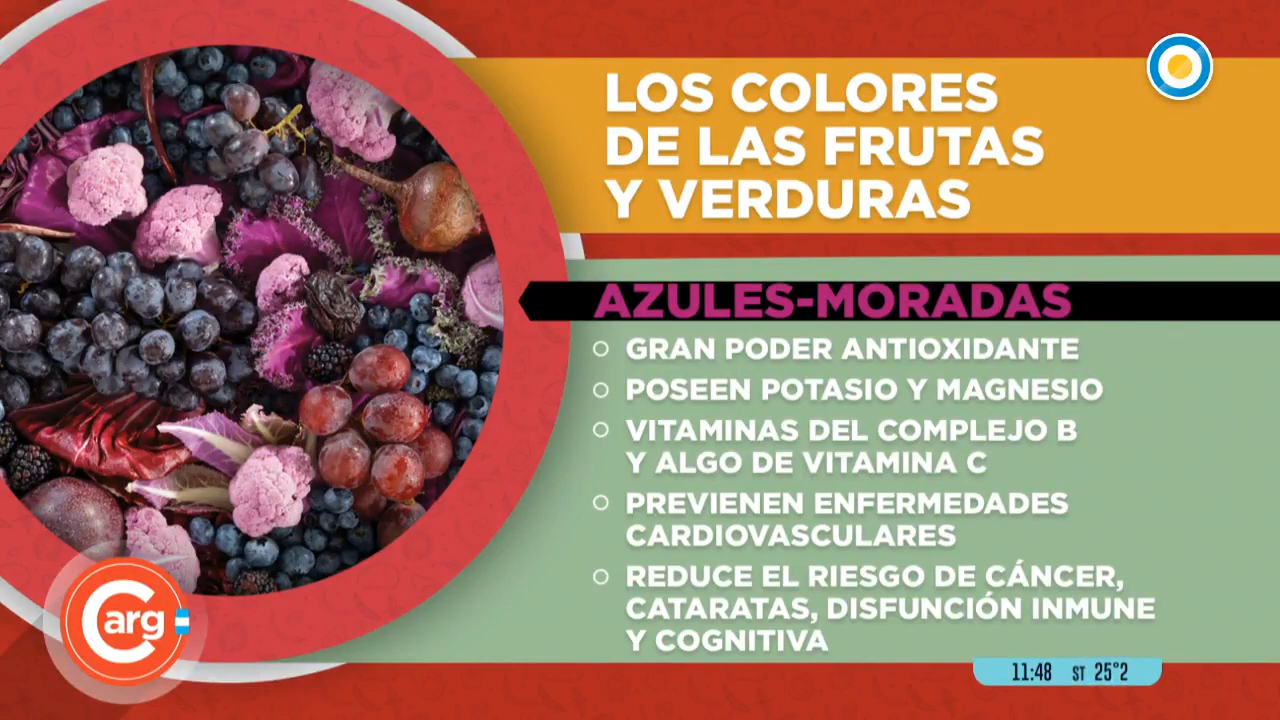 LOS COLORES
DE LAS FRUTAS
Y VERDURAS
AZULES-MORADAS
GRAN PODER ANTIOXIDANTE
POSEEN POTASIO Y MAGNESIO
VITAMINAS DEL COMPLEJO B
Y ALGO DE VITAMINA C
PREVIENEN ENFERMEDADES
CARDIOVASCULARES
REDUCE EL RIESGO DE CÁNCER,
CATARATAS, DISFUNCIÓN INMUNE
Y COGNITIVA
C arg
11:48 ST 25°2